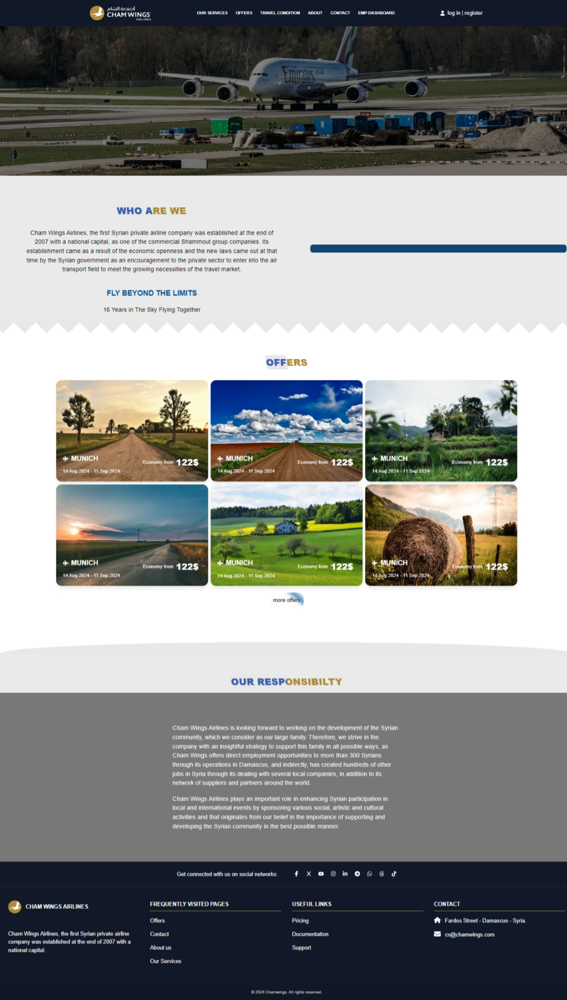 أجنحة الشام
CHAM WINGS
AIRLINES
OUR SERVICES OFFERS TRAVEL CONDITION ABOUT CONTACT EMP-DASHBOARD
log in | register
Emirates
WHO ARE WE
Cham Wings Airlines, the first Syrian private airline company was established at the end of
2007 with a national capital, as one of the commercial Shammout group companies. Its
establishment came as a result of the economic openness and the new laws came out at that
time by the Syrian government as an encouragement to the private sector to enter into the air
transport field to meet the growing necessities of the travel market.
FLY BEYOND THE LIMITS
16 Years in The Sky Flying Together
OFFERS
MUNICH
Economy from 122$
14 Aug 2024 - 11 Sep 2024
MUNICH
Economy from 122$
14 Aug 2024 - 11 Sep 2024
MUNICH
Economy from 122$
14 Aug 2024 - 11 Sep 2024
MUNICH
Economy from 122$
14 Aug 2024 - 11 Sep 2024
MUNICH
Economy from 122$
14 Aug 2024 - 11 Sep 2024
MUNICH
Economy from 122$
14 Aug 2024 - 11 Sep 2024
more offers
OUR RESPONSIBILTY
Cham Wings Airlines is looking forward to working on the development of the Syrian
community, which we consider as our large family. Therefore, we strive in the
company with an insightful strategy to support this family in all possible ways, as
Cham Wings offers direct employment opportunities to more than 300 Syrians
through its operations in Damascus, and indirectly, has created hundreds of other
jobs in Syria through its dealing with several local companies, in addition to its
network of suppliers and partners around the world.
Cham Wings Airlines plays an important role in enhancing Syrian participation in
local and international events by sponsoring various social, artistic and cultural
activities and that originates from our belief in the importance of supporting and
developing the Syrian community in the best possible manner.
Get connected with us on social networks:
CHAM WINGS AIRLINES
Cham Wings Airlines, the first Syrian private airline
company was established at the end of 2007 with a
national capital.
FREQUENTLY VISITED PAGES
Offers
Contact
About us
Our Services
USEFUL LINKS
Pricing
Documentation
Support
CONTACT
Fardos Street - Damascus - Syria.
cs@chamwings.com
© 2024 Chamwings. All rights reserved.